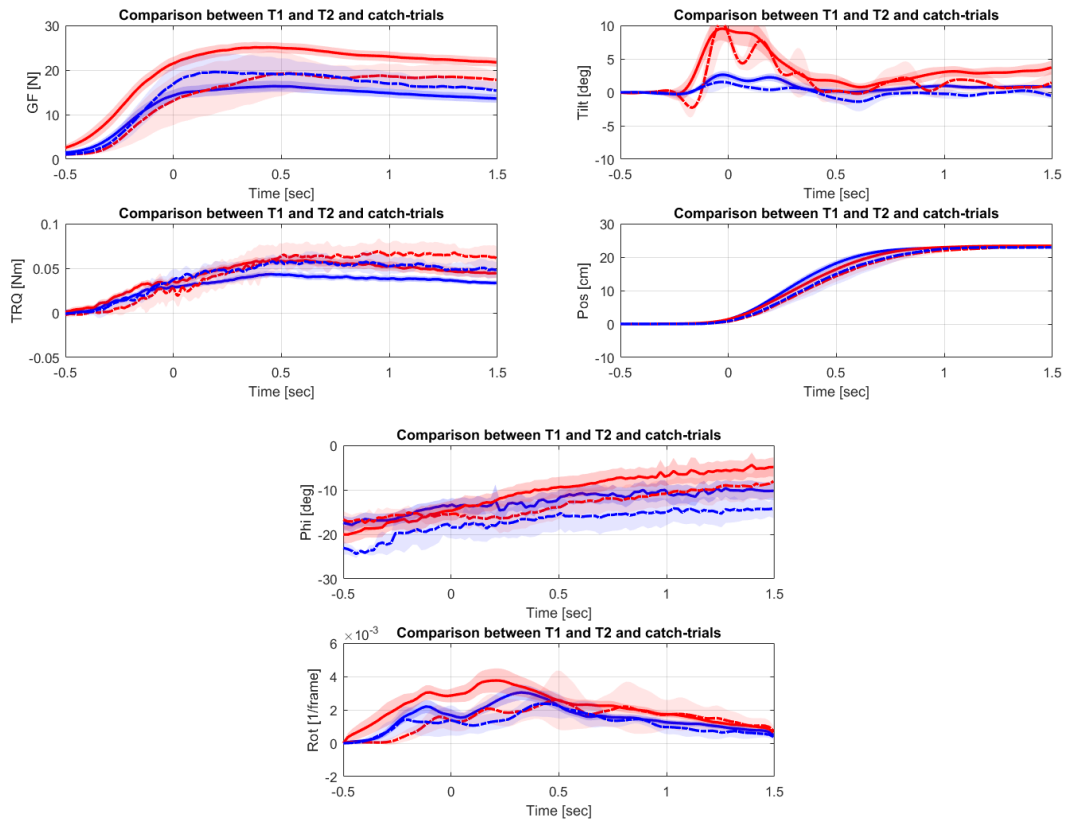 Comparison between T1 and T2 and catch-trials
GF [N]
30
20
10
0
-0.5 0 0.5 1 1.5
Time [sec]
Comparison between T1 and T2 and catch-trials
Tilt [deg]
10
5
0
-5
-10
-0.5 0 0.5 1 1.5
Time [sec]
Comparison between T1 and T2 and catch-trials
TRQ [Nm]
0.1
0.05
0
-0.05
-0.5 0 0.5 1 1.5
Time [sec]
Comparison between T1 and T2 and catch-trials
Pos [cm]
30
20
10
0
-10
-0.5 0 0.5 1 1.5
Time [sec]
Comparison between T1 and T2 and catch-trials
Phi [deg]
0
-10
-20
-30
-0.5 0 0.5 1 1.5
Time [sec]
×10⁻³ Comparison between T1 and T2 and catch-trials
Rot [1/frame]
6
4
2
0
-2
-0.5 0 0.5 1 1.5
Time [sec]